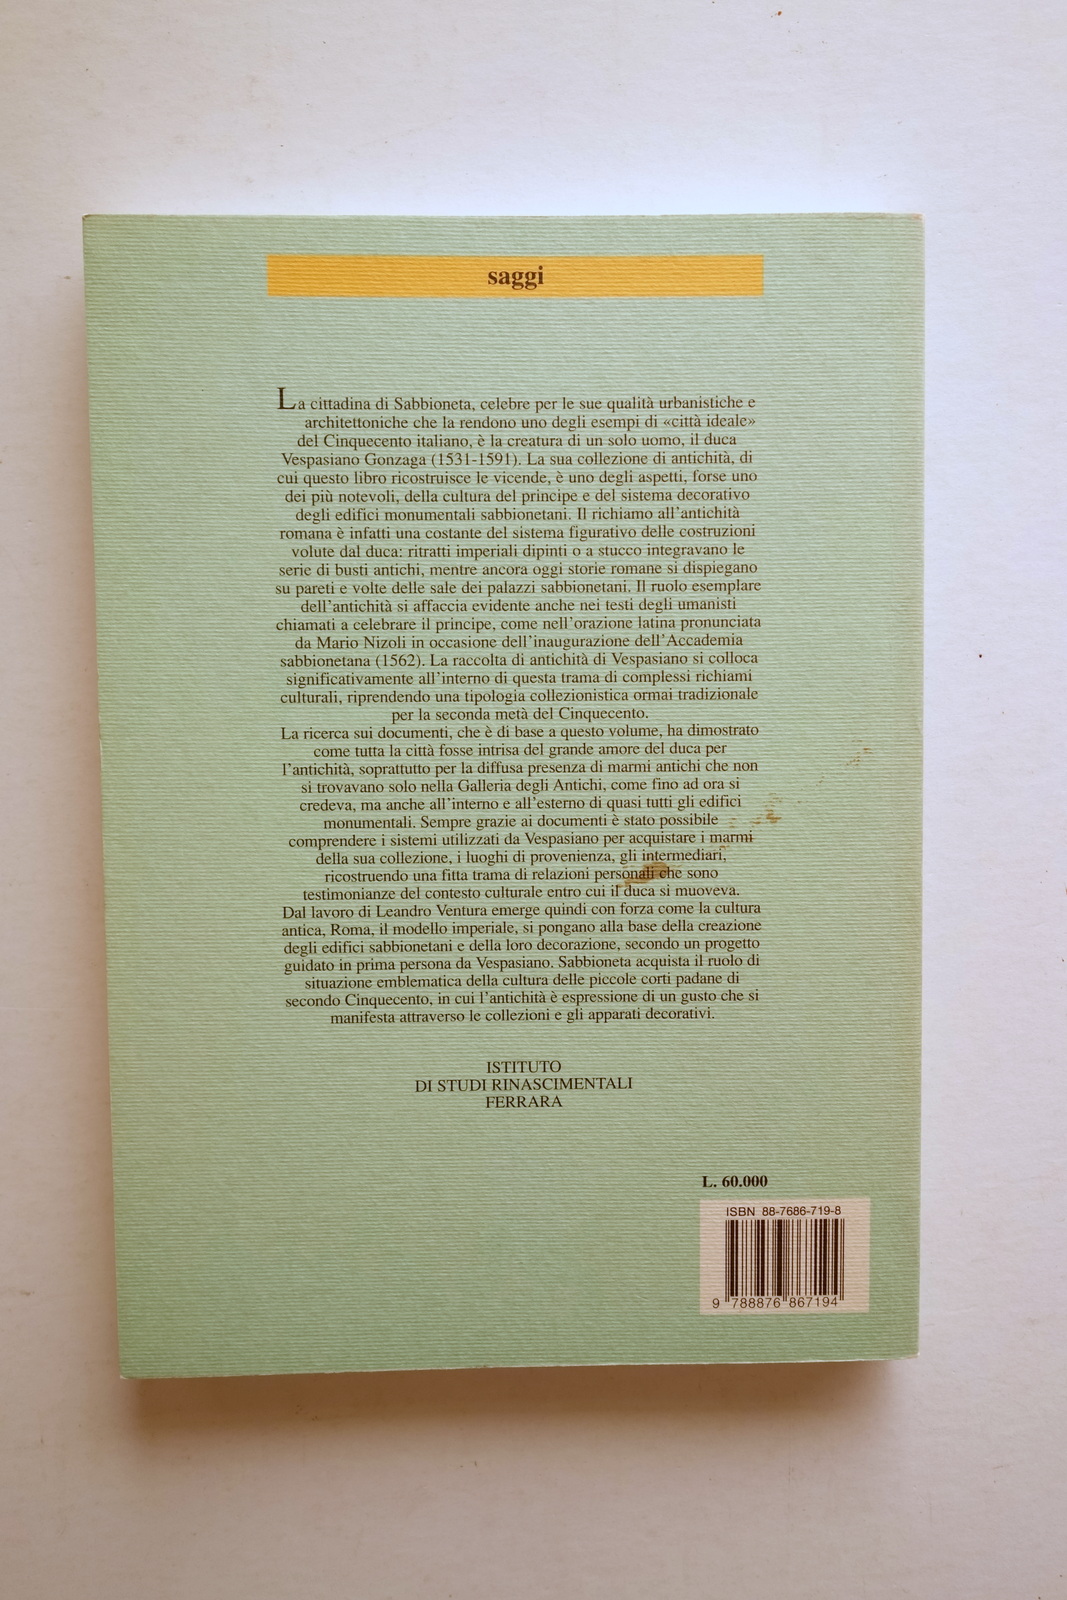 saggi
La cittadina di Sabbioneta, celebre per le sue qualità urbanistiche e
architettoniche che la rendono uno degli esempi di «città ideale»
del Cinquecento italiano, è la creatura di un solo uomo, il duca
Vespasiano Gonzaga (1531-1591). La sua collezione di antichità, di
cui questo libro ricostruisce le vicende, è uno degli aspetti, forse uno
dei più notevoli, della cultura del principe e del sistema decorativo
degli edifici monumentali sabbionetani. Il richiamo all'antichità
romana è infatti una costante del sistema figurativo delle costruzioni
volute dal duca: ritratti imperiali dipinti o a stucco integravano le
serie di busti antichi, mentre ancora oggi storie romane si dispiegano
su pareti e volte delle sale dei palazzi sabbionetani. Il ruolo esemplare
dell'antichità si affaccia evidente anche nei testi degli umanisti
chiamati a celebrare il principe, come nell'orazione latina pronunciata
da Mario Nizoli in occasione dell'inaugurazione dell'Accademia
sabbionetana (1562). La raccolta di antichità di Vespasiano si colloca
significativamente all'interno di questa trama di complessi richiami
culturali, riprendendo una tipologia collezionistica ormai tradizionale
per la seconda metà del Cinquecento.
La ricerca sui documenti, che è di base a questo volume, ha dimostrato
come tutta la città fosse intrisa del grande amore del duca per
l'antichità, soprattutto per la diffusa presenza di marmi antichi che non
si trovavano solo nella Galleria degli Antichi, come fino ad ora si
credeva, ma anche all'interno e all'esterno di quasi tutti gli edifici
monumentali. Sempre grazie ai documenti è stato possibile
comprendere i sistemi utilizzati da Vespasiano per acquistare i marmi
della sua collezione, i luoghi di provenienza, gli intermediari,
ricostruendo una fitta trama di relazioni personali che sono
testimonianze del contesto culturale entro cui il duca si muoveva.
Dal lavoro di Leandro Ventura emerge quindi con forza come la cultura
antica, Roma, il modello imperiale, si pongano alla base della creazione
degli edifici sabbionetani e della loro decorazione, secondo un progetto
guidato in prima persona da Vespasiano. Sabbioneta acquista il ruolo di
situazione emblematica della cultura delle piccole corti padane di
secondo Cinquecento, in cui l'antichità è espressione di un gusto che si
manifesta attraverso le collezioni e gli apparati decorativi.
ISTITUTO
DI STUDI RINASCIMENTALI
FERRARA
L. 60.000
ISBN 88-7686-719-8
9 788876 867194